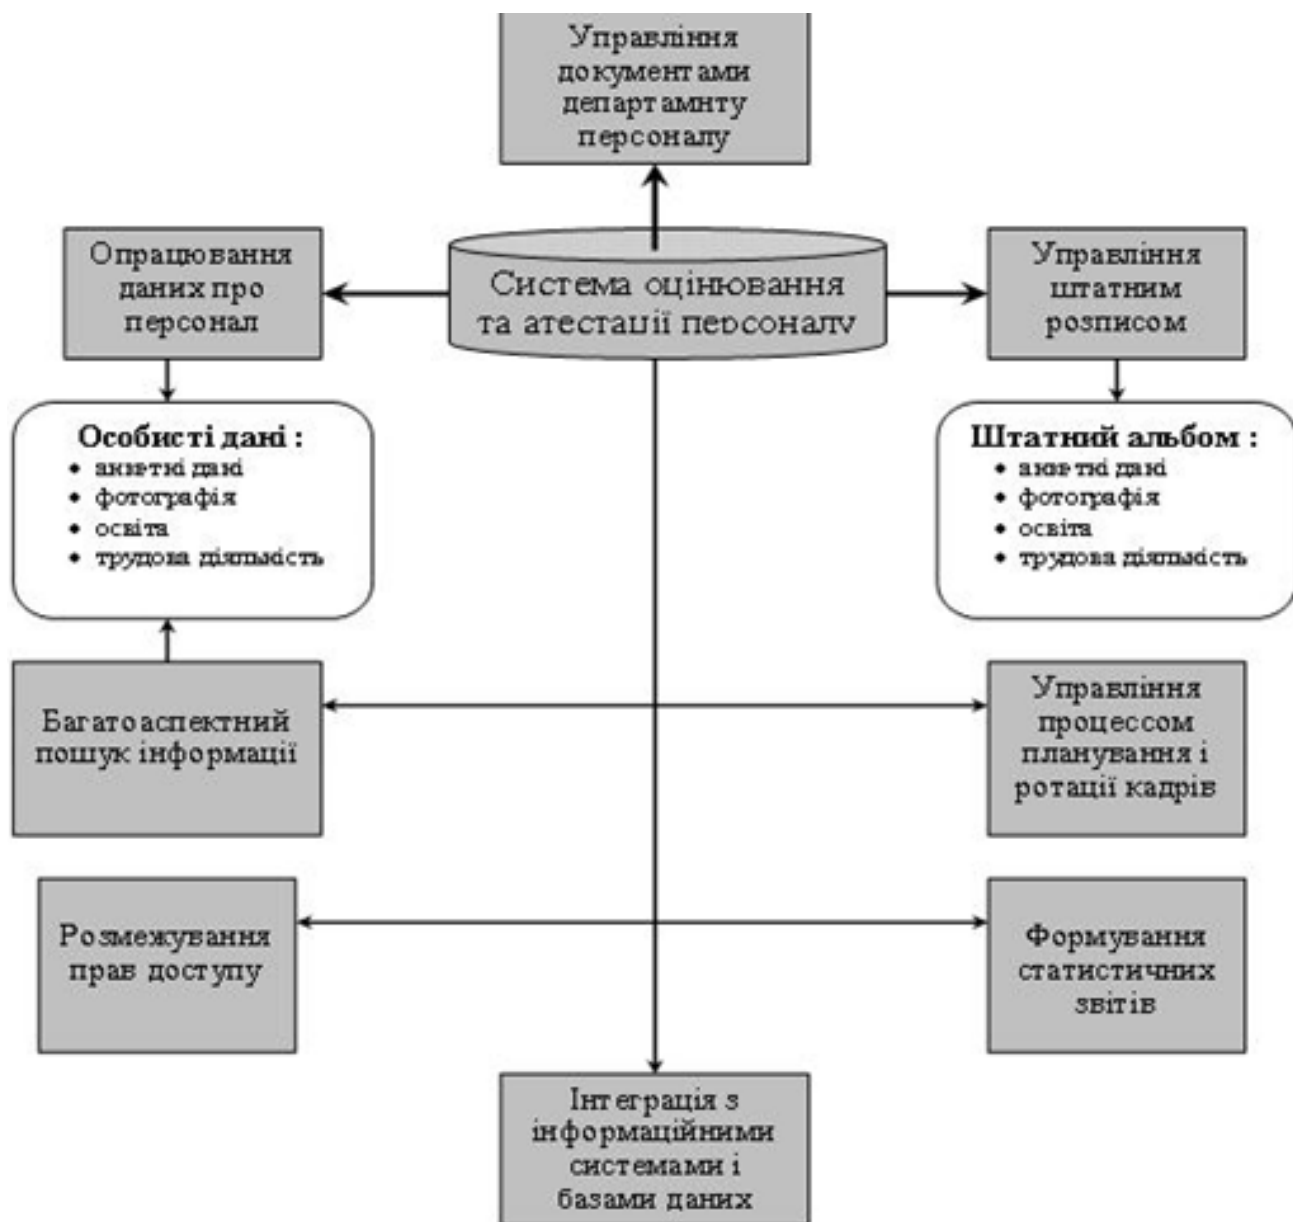 Управління
документами
департамнту
персоналу
Опрацювання
даних про
персонал
Система оцінювання
та атестації персоналу
Управління
штатним
розписом
Особисті дані :
• анкетні дані
• фотографія
• освіта
• трудова діяльність
Штатний альбом :
• анкетні дані
• фотографія
• освіта
• трудова діяльність
Багатоаспектний
пошук інформації
Управління
процессом
планування і
ротації кадрів
Розмежування
прав доступу
Формування
статистичних
звітів
Інтеграція з
інформаційними
системами і
базами даних